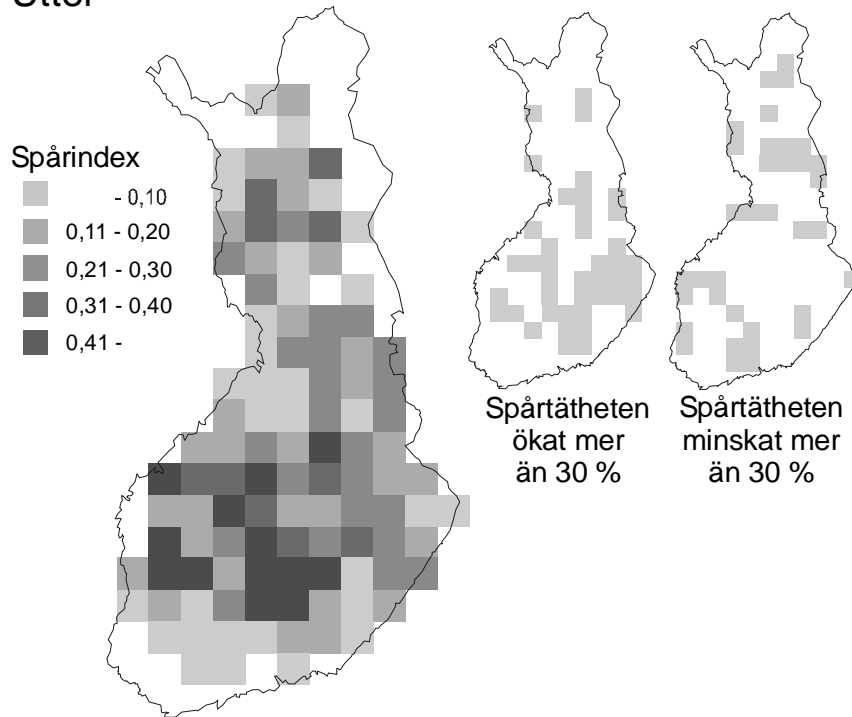 Utter
Spårindex
- 0,10
0,11 - 0,20
0,21 - 0,30
0,31 - 0,40
0,41 -
Spårtätheten
ökat mer
än 30 %
Spårtätheten
minskat mer
än 30 %